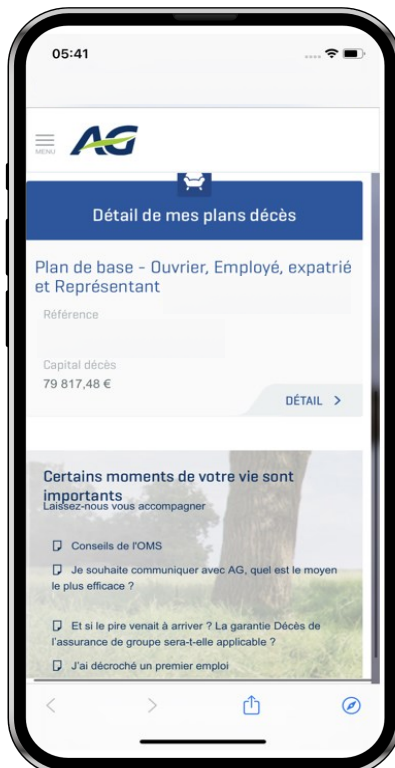 05:41
MENU
AG
Détail de mes plans décès
Plan de base - Ouvrier, Employé, expatrié
et Représentant
Référence
Capital décès
79 817,48 €
DÉTAIL >
Certains moments de votre vie sont
importants
Laissez-nous vous accompagner
Conseils de l'OMS
Je souhaite communiquer avec AG, quel est le moyen
le plus efficace ?
Et si le pire venait à arriver ? La garantie Décès de
l'assurance de groupe sera-t-elle applicable ?
J'ai décroché un premier emploi